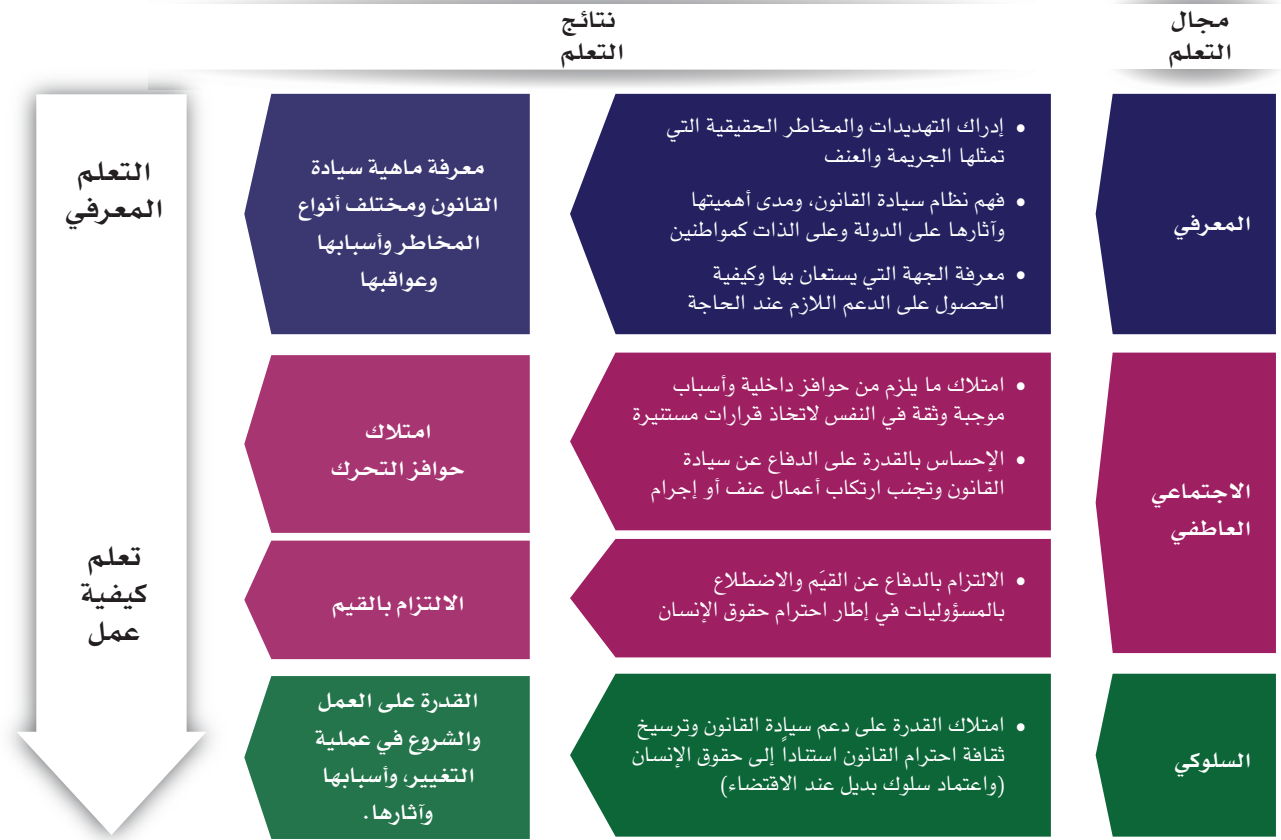 مجال
التعلم
نتائج
التعلم
المعرفي
• إدراك التهديدات والمخاطر الحقيقية التي
تمثلها الجريمة والعنف
• فهم نظام سيادة القانون، ومدى أهميتها
وآثارها على الدولة وعلى الذات كمواطنين
• معرفة الجهة التي يستعان بها وكيفية
الحصول على الدعم اللازم عند الحاجة
معرفة ماهية سيادة
القانون ومختلف أنواع
المخاطر وأسبابها
وعواقبها
التعلم
المعرفي
الاجتماعي
العاطفي
• امتلاك ما يلزم من حوافز داخلية وأسباب
موجبة وثقة في النفس لاتخاذ قرارات مستنيرة
• الإحساس بالقدرة على الدفاع عن سيادة
القانون وتجنب ارتكاب أعمال عنف أو إجرام
امتلاك
حوافز التحرك
• الالتزام بالدفاع عن القيَم والاضطلاع
بالمسؤوليات في إطار احترام حقوق الإنسان
الالتزام بالقيم
تعلم
كيفية
عمل
السلوكي
• امتلاك القدرة على دعم سيادة القانون وترسيخ
ثقافة احترام القانون استناداً إلى حقوق الإنسان
(واعتماد سلوك بديل عند الاقتضاء)
القدرة على العمل
والشروع في عملية
التغيير، وأسبابها
وآثارها.